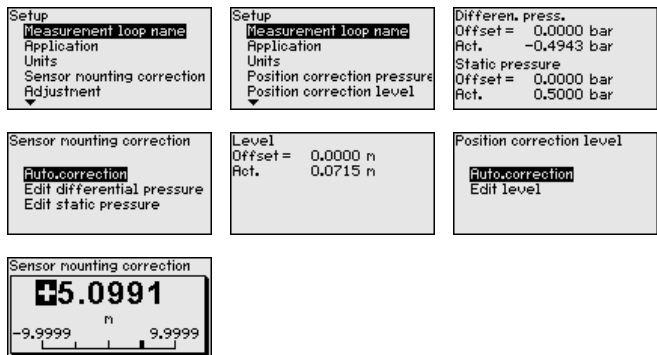 Setup
Measurement loop name
Application
Units
Sensor mounting correction
Adjustment
Setup
Measurement loop name
Application
Units
Position correction pressure
Position correction level
Differen. press.
Offset = 0.0000 bar
Act. -0.4943 bar
Static pressure
Offset = 0.0000 bar
Act. 0.5000 bar
Sensor mounting correction
Auto.correction
Edit differential pressure
Edit static pressure
Level
Offset = 0.0000 m
Act. 0.0715 m
Position correction level
Auto.correction
Edit level
Sensor mounting correction
+5.0991
m
-9.9999 9.9999